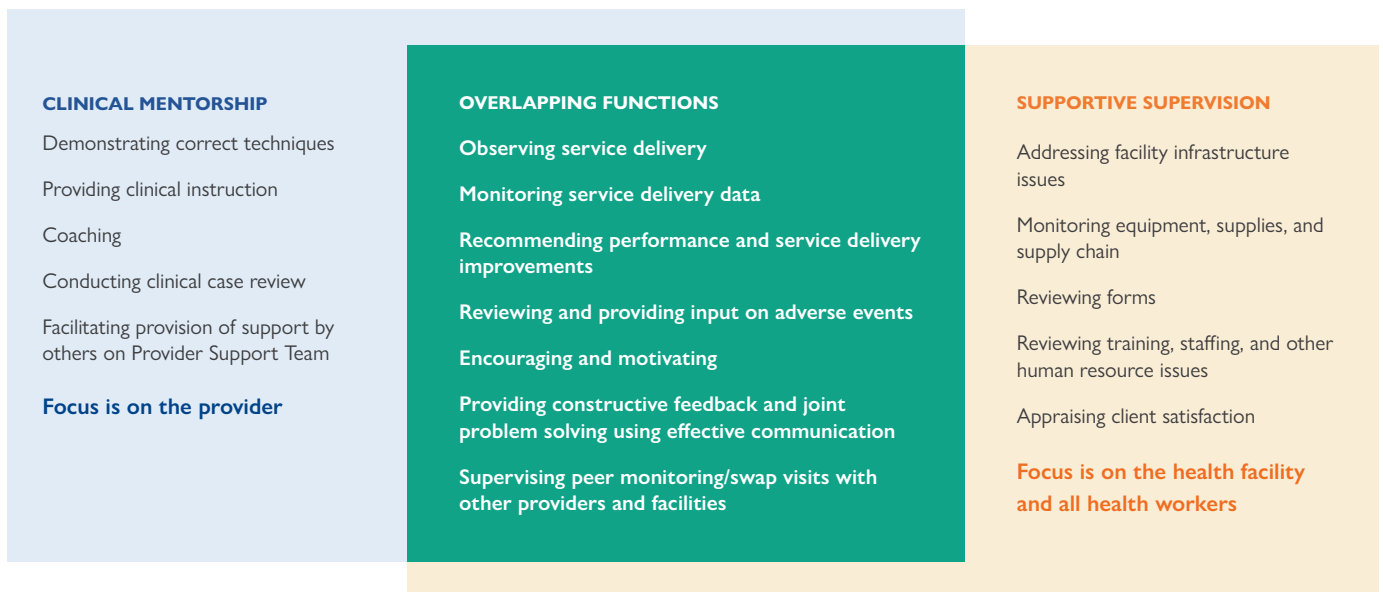 CLINICAL MENTORSHIP
Demonstrating correct techniques
Providing clinical instruction
Coaching
Conducting clinical case review
Facilitating provision of support by
others on Provider Support Team
Focus is on the provider
OVERLAPPING FUNCTIONS
Observing service delivery
Monitoring service delivery data
Recommending performance and service delivery
improvements
Reviewing and providing input on adverse events
Encouraging and motivating
Providing constructive feedback and joint
problem solving using effective communication
Supervising peer monitoring/swap visits with
other providers and facilities
SUPPORTIVE SUPERVISION
Addressing facility infrastructure
issues
Monitoring equipment, supplies, and
supply chain
Reviewing forms
Reviewing training, staffing, and other
human resource issues
Appraising client satisfaction
Focus is on the health facility
and all health workers